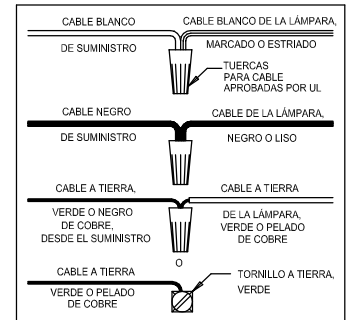 CABLE BLANCO
CABLE BLANCO DE LA LÁMPARA,
DE SUMINISTRO
MARCADO O ESTRIADO
TUERCAS
PARA CABLE
APROBADAS POR UL
CABLE NEGRO
CABLE DE LA LÁMPARA,
DE SUMINISTRO
NEGRO O LISO
CABLE A TIERRA,
CABLE A TIERRA
VERDE O NEGRO
DE COBRE,
DESDE EL SUMINISTRO
DE LA LÁMPARA,
VERDE O PELADO
DE COBRE
O
CABLE A TIERRA
VERDE O PELADO
DE COBRE
TORNILLO A TIERRA,
VERDE